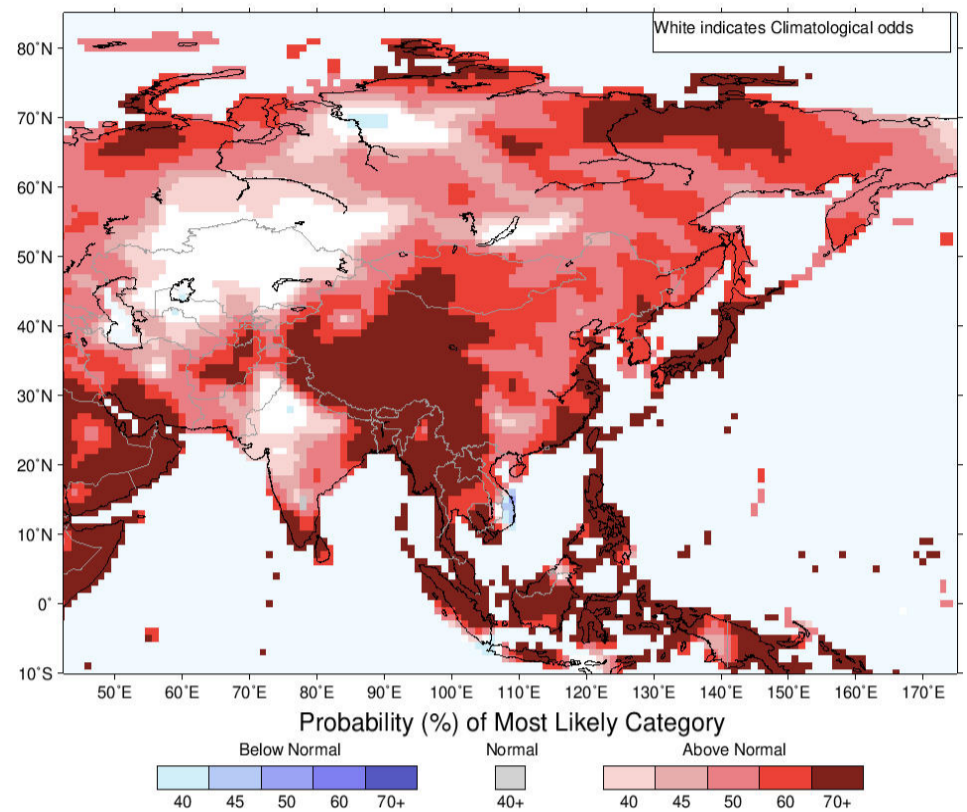 White indicates Climatological odds
80°N
70°N
60°N
50°N
40°N
30°N
20°N
10°N
0°
10°S
50°E 60°E 70°E 80°E 90°E 100°E 110°E 120°E 130°E 140°E 150°E 160°E 170°E
Probability (%) of Most Likely Category
Below Normal Normal Above Normal
40 45 50 60 70+ 40+ 40 45 50 60 70+